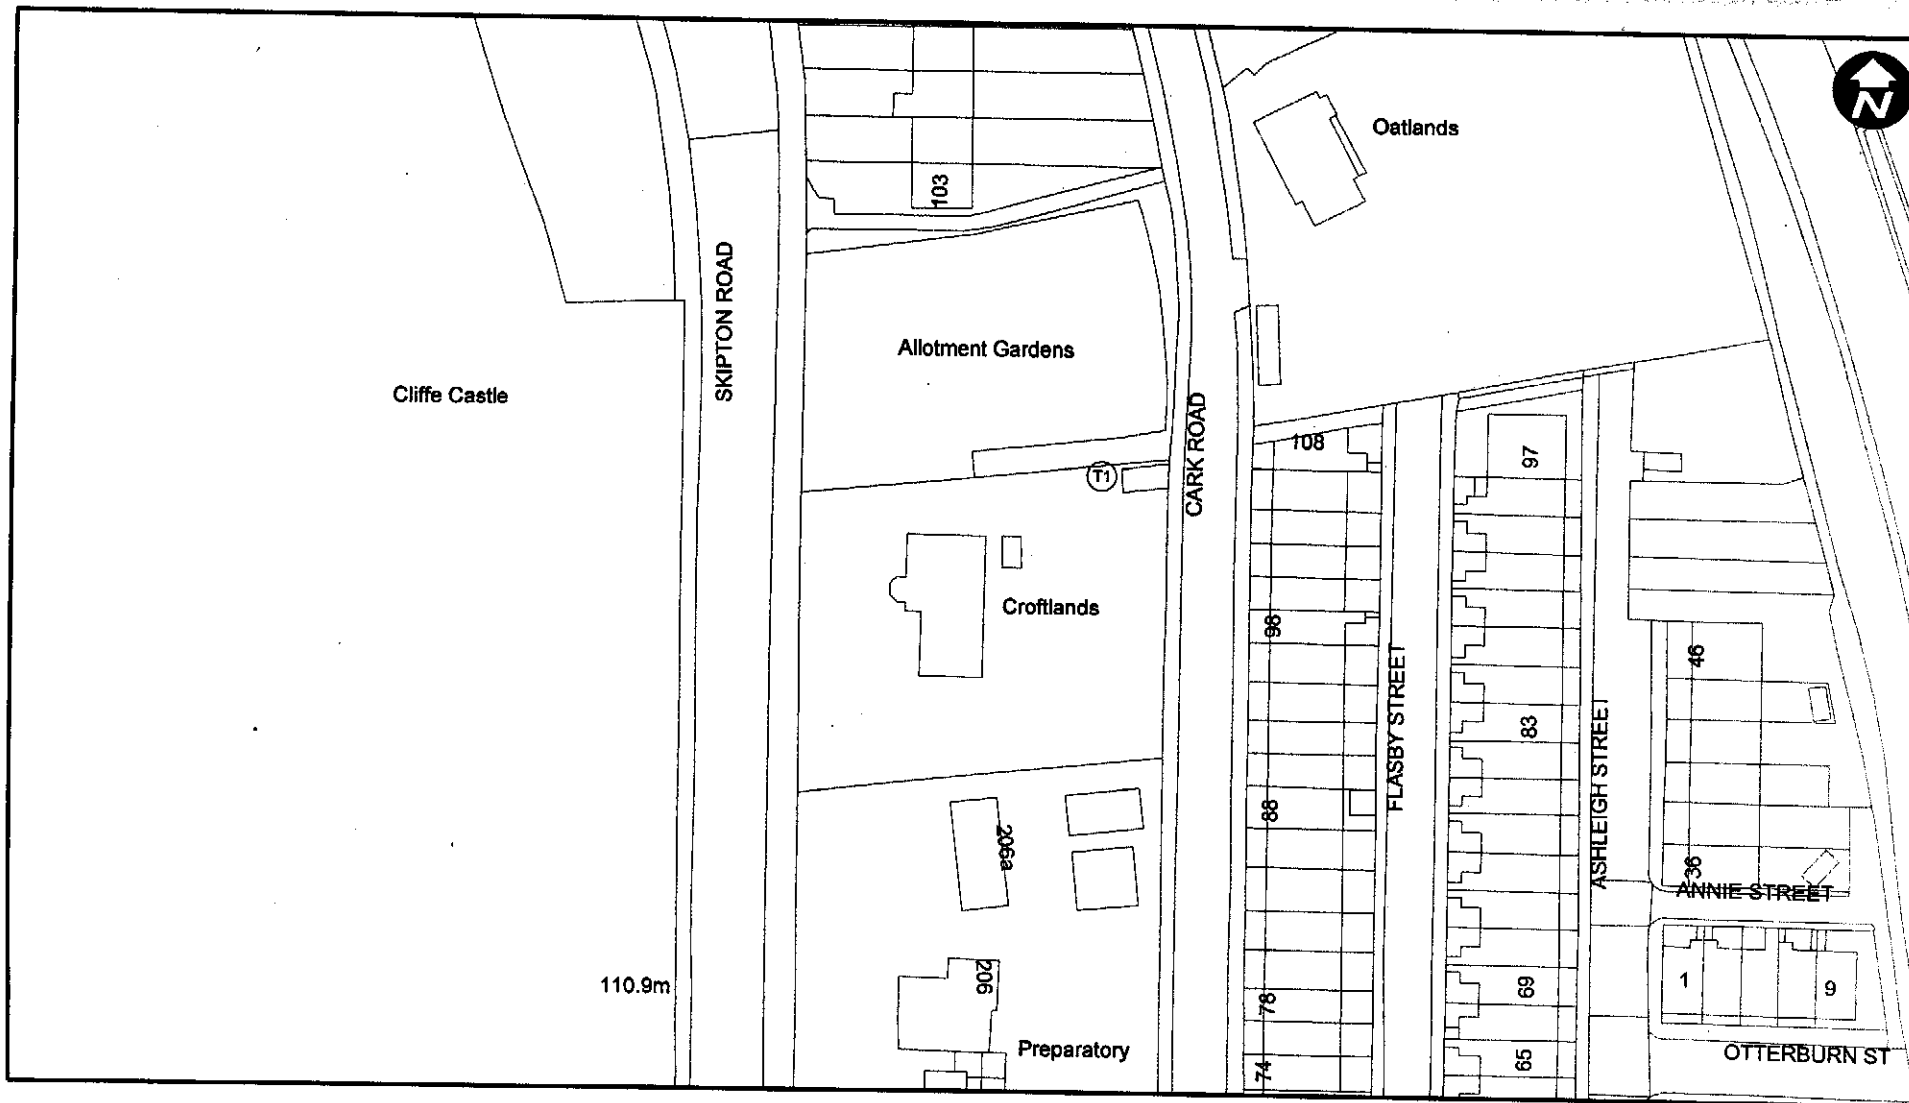 N
Oatlands
103
SKIPTON ROAD
Allotment Gardens
Cliffe Castle
CARK ROAD
108
97
T1
Croftlands
98
46
FLASBY STREET
83
ASHLEIGH STREET
88
206a
36
ANNIE STREET
110.9m
206
78
69
1
9
Preparatory
74
65
OTTERBURN ST